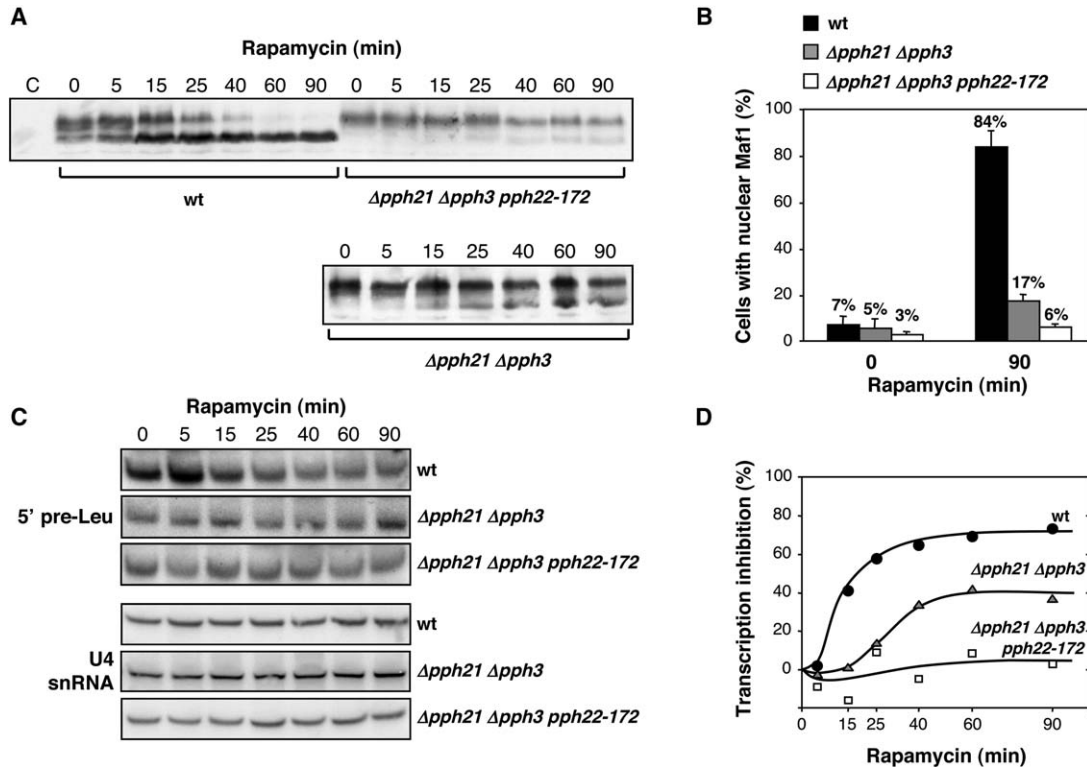 A
Rapamycin (min)
C 0 5 15 25 40 60 90 0 5 15 25 40 60 90
wt
Δpph21 Δpph3 pph22-172
0 5 15 25 40 60 90
Δpph21 Δpph3
B
wt
Δpph21 Δpph3
Δpph21 Δpph3 pph22-172
Cells with nuclear Maf1 (%)
100
80
60
40
20
0
7%
5%
3%
84%
17%
6%
0
90
Rapamycin (min)
C
Rapamycin (min)
0 5 15 25 40 60 90
5' pre-Leu
wt
Δpph21 Δpph3
Δpph21 Δpph3 pph22-172
U4
snRNA
wt
Δpph21 Δpph3
Δpph21 Δpph3 pph22-172
D
Transcription inhibition (%)
100
80
60
40
20
0
wt
Δpph21 Δpph3
Δpph21 Δpph3
pph22-172
0 15 25 40 60 90
Rapamycin (min)